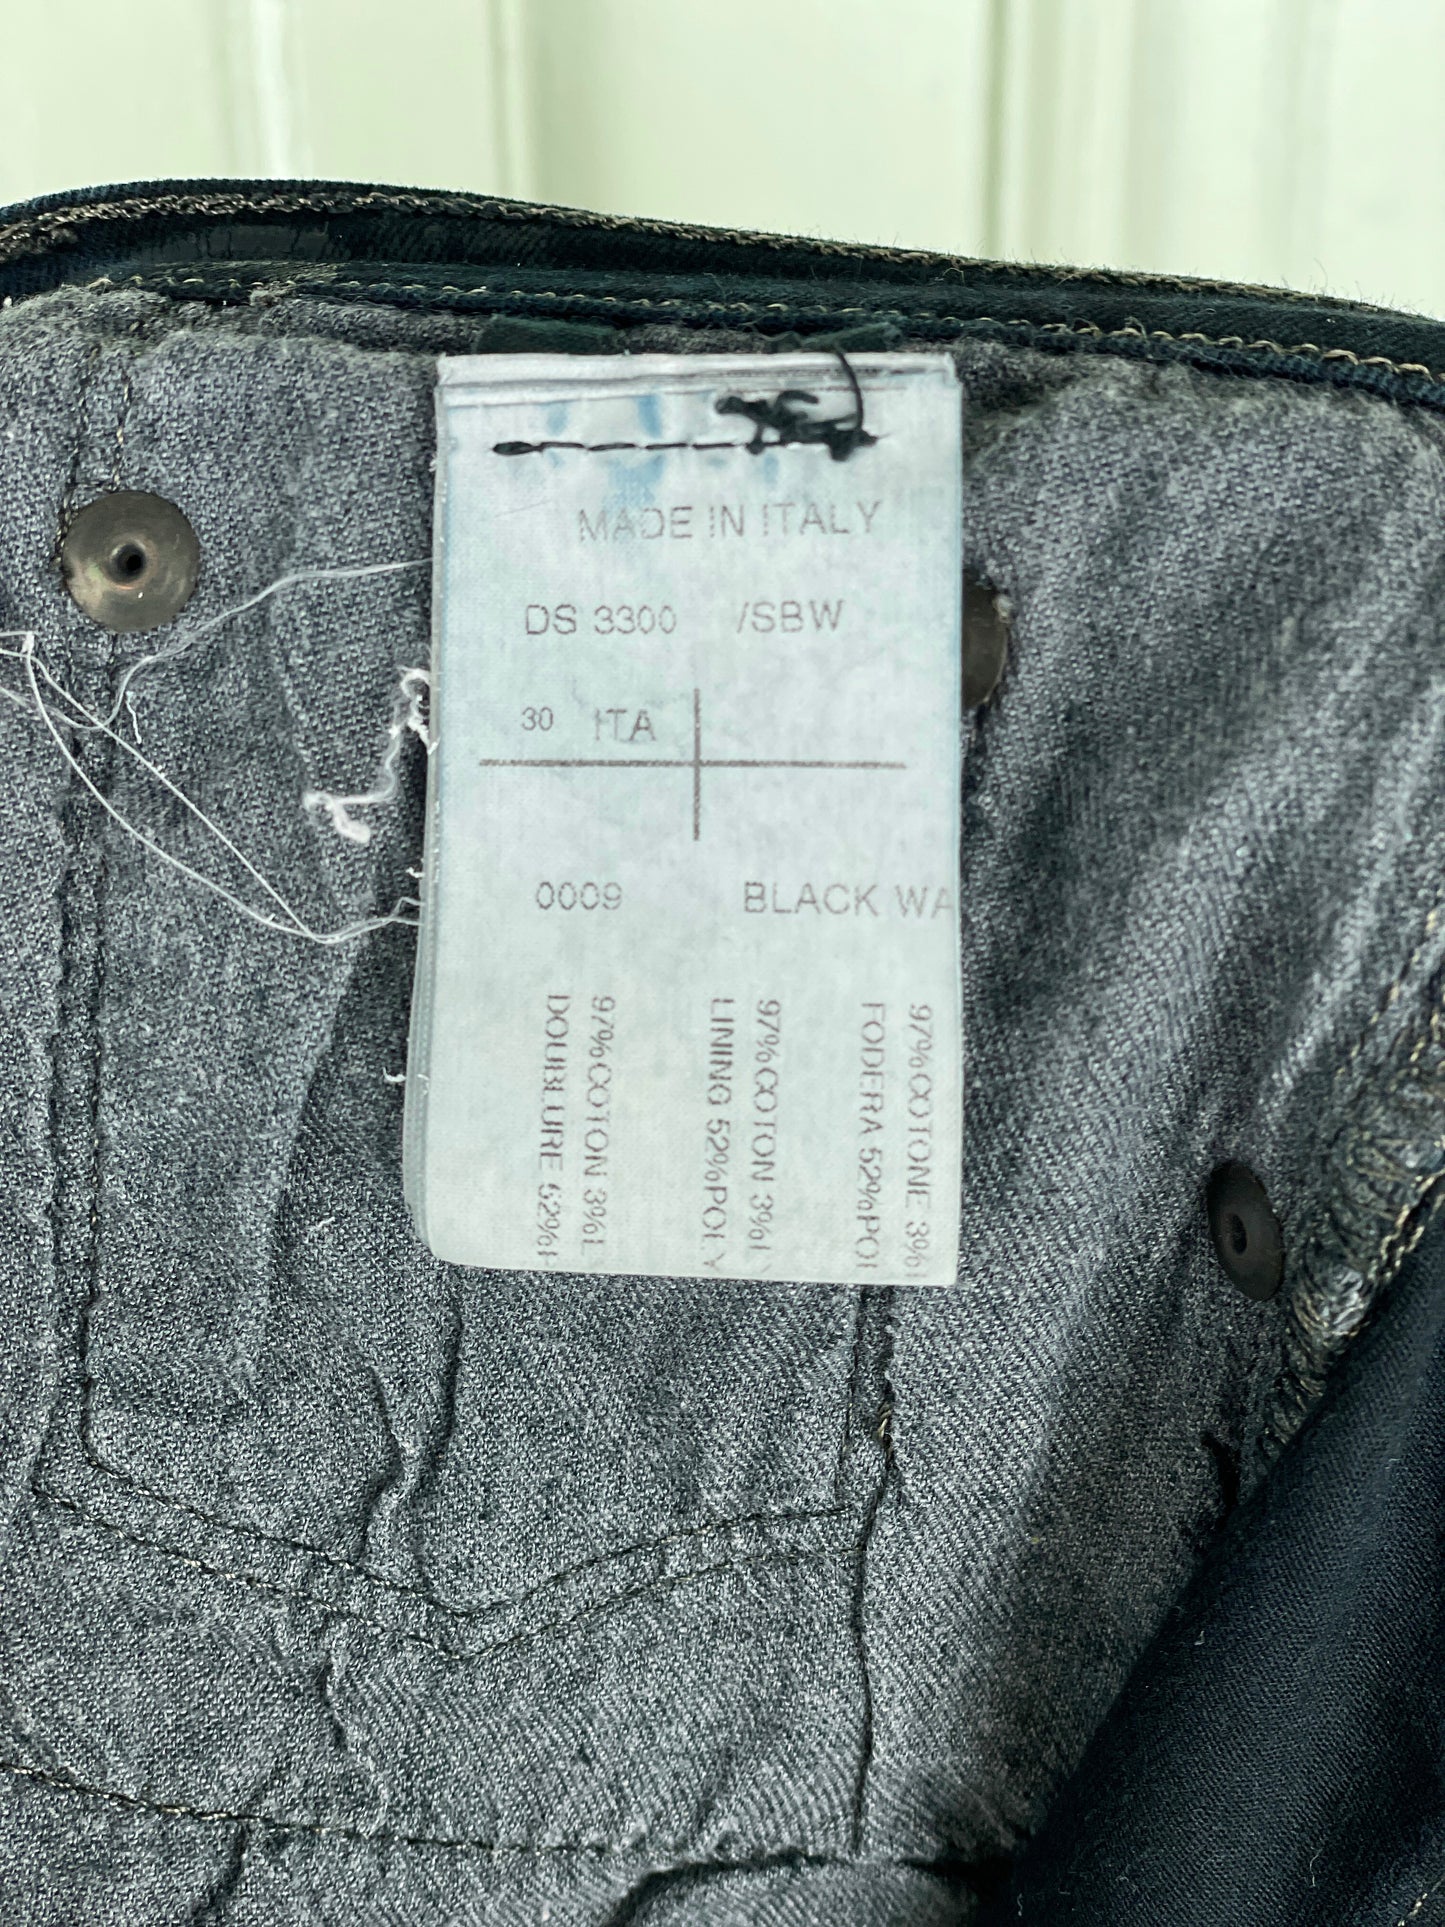 MADE IN ITALY
DS 3300 /SBW
30 ITA
0009 BLACK WA
97%COTONE 3%
FODERA 52%PO
97%COTON 3%
LINING 52%POLY
97%COTON 3%L
DOUBLURE 52%